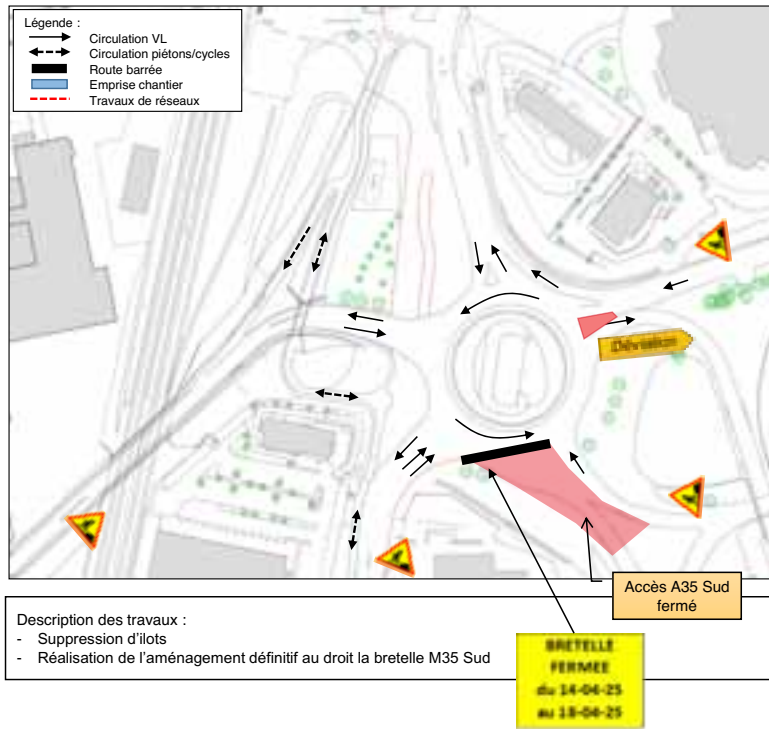 Légende :
Circulation VL
Circulation piétons/cycles
Route barrée
Emprise chantier
Travaux de réseaux
Déviation
Accès A35 Sud
fermé
Description des travaux :
- Suppression d'ilots
- Réalisation de l'aménagement définitif au droit la bretelle M35 Sud
BRETELLE
FERMEE
du 14-04-25
au 18-04-25